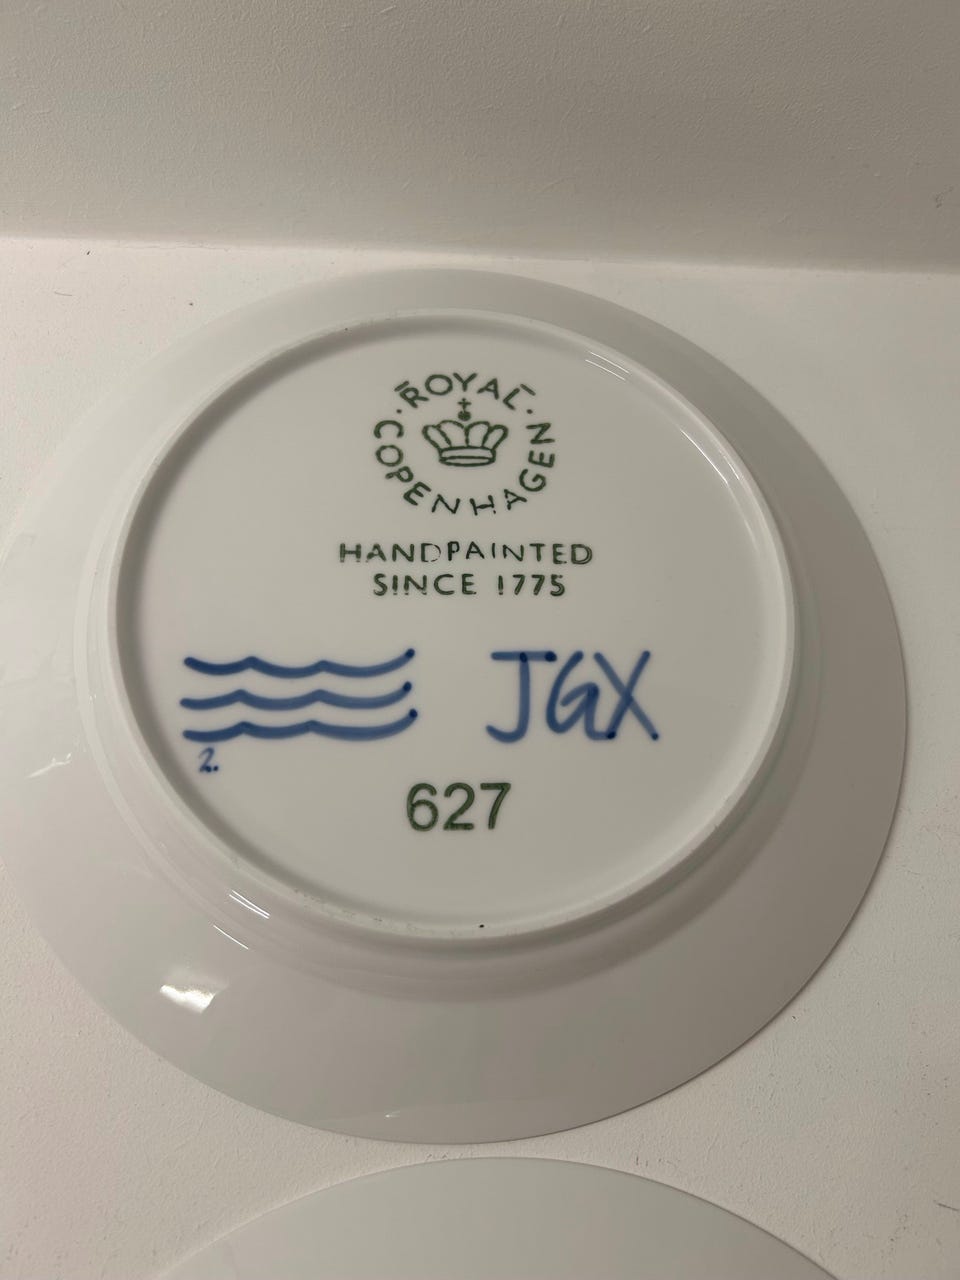 ROYAL
COPENHAGEN
HANDPAINTED
SINCE 1775
JGX
2.
627